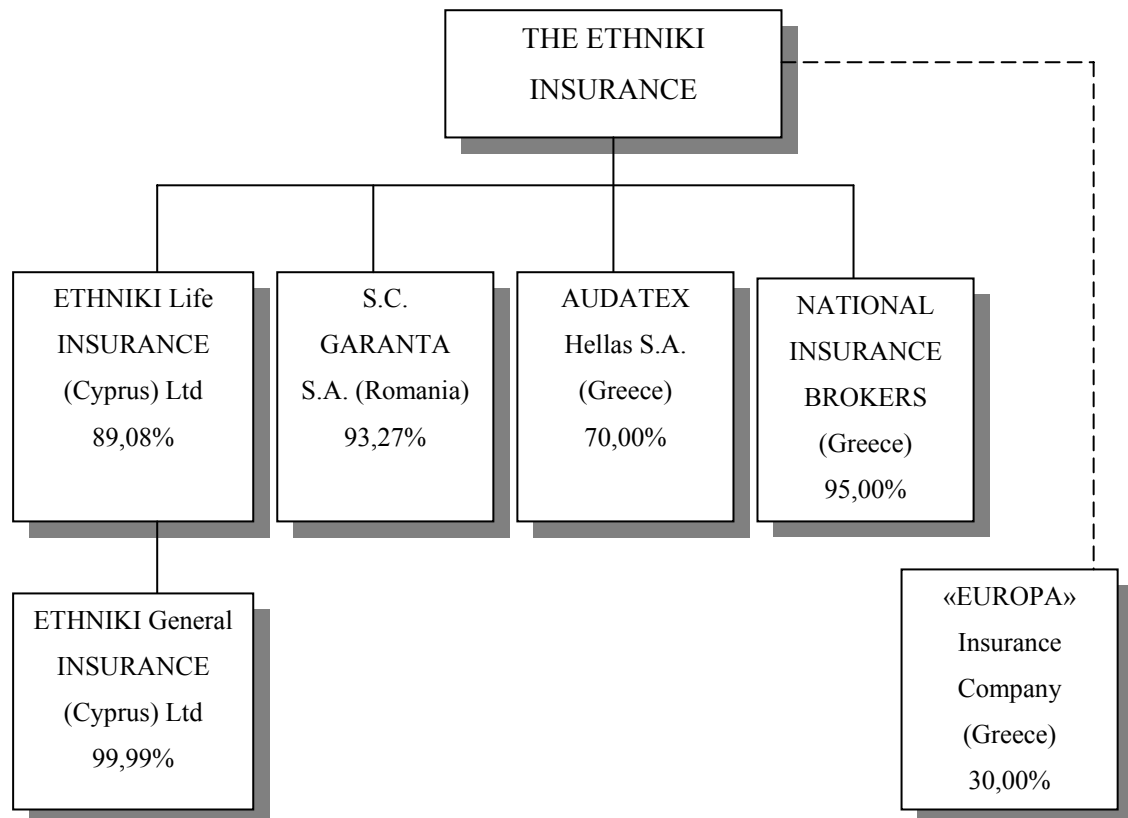 THE ETHNIKI
INSURANCE
ETHNIKI Life
INSURANCE
(Cyprus) Ltd
89,08%
S.C.
GARANTA
S.A. (Romania)
93,27%
AUDATEX
Hellas S.A.
(Greece)
70,00%
NATIONAL
INSURANCE
BROKERS
(Greece)
95,00%
ETHNIKI General
INSURANCE
(Cyprus) Ltd
99,99%
«EUROPA»
Insurance
Company
(Greece)
30,00%